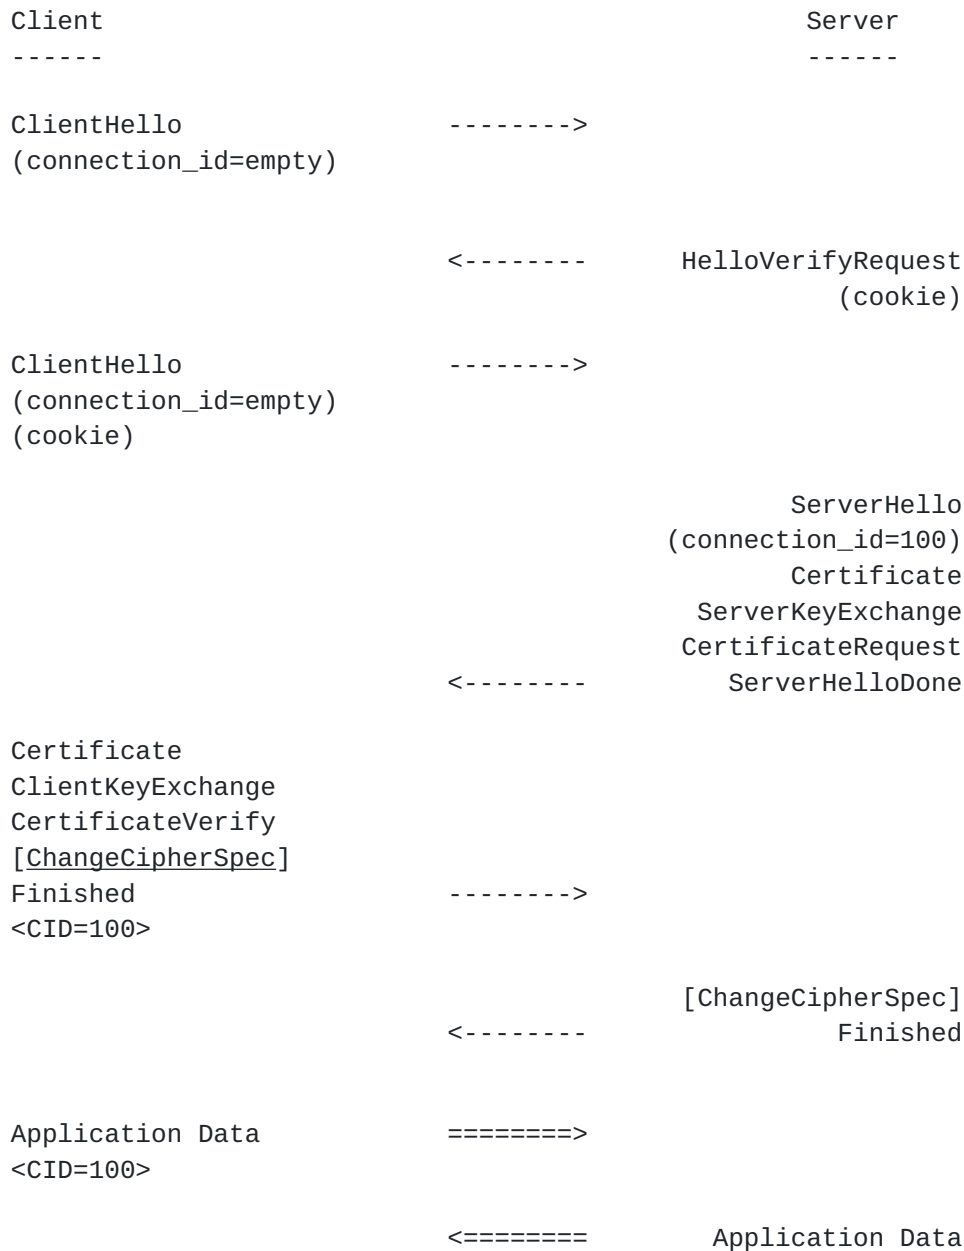 Client                                             Server
------                                             ------
ClientHello                 -------->
(connection_id=empty)
                            <--------      HelloVerifyRequest
                                                     (cookie)
ClientHello                 -------->
(connection_id=empty)
(cookie)
                                                  ServerHello
                                          (connection_id=100)
                                                  Certificate
                                            ServerKeyExchange
                                           CertificateRequest
                            <--------         ServerHelloDone
Certificate
ClientKeyExchange
CertificateVerify
[ChangeCipherSpec]
Finished                    -------->
<CID=100>
                                           [ChangeCipherSpec]
                            <--------                Finished
Application Data            ========>
<CID=100>
                            <========        Application Data